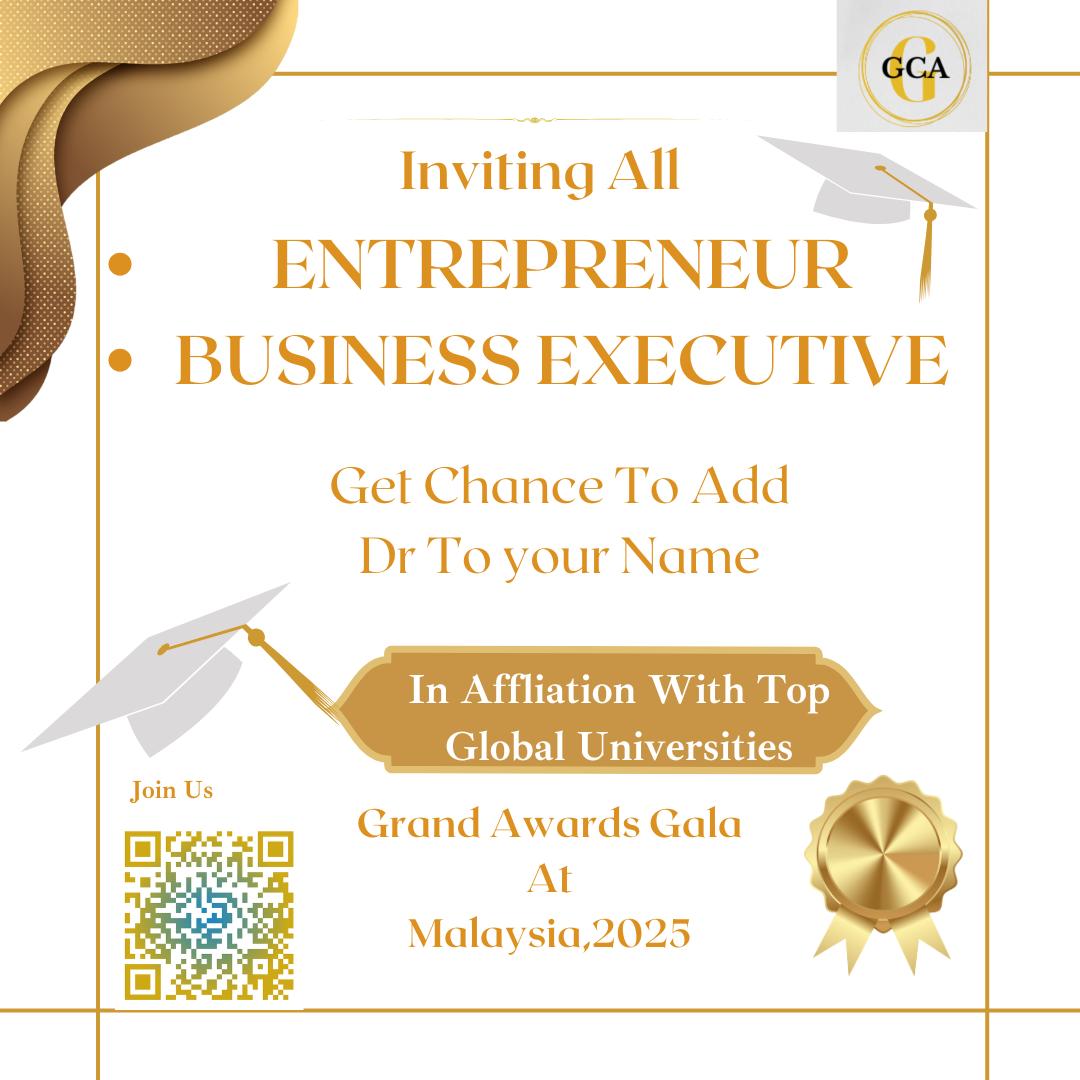 GCA
Inviting All
• ENTREPRENEUR
• BUSINESS EXECUTIVE
Get Chance To Add
Dr To your Name
In Affliation With Top
Global Universities
Join Us
Grand Awards Gala
At
Malaysia,2025